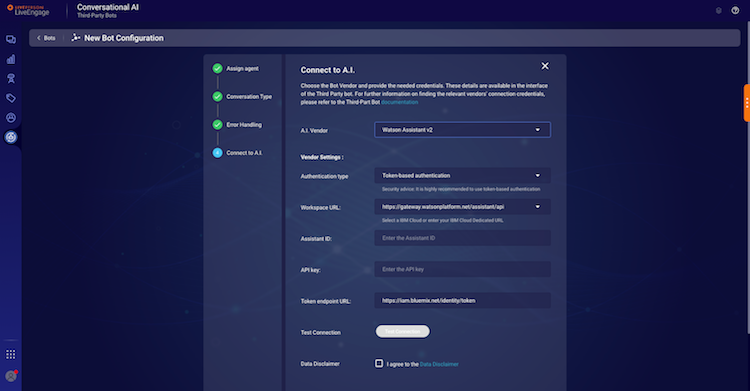 LIVEPERSON
LiveEngage
Conversational AI
Third-Party Bots
Bots
New Bot Configuration
Assign agent
Conversation Type
Error Handling
4
Connect to A.I.
Connect to A.I.
Choose the Bot Vendor and provide the needed credentials. These details are available in the interface
of the Third Party bot. For further information on finding the relevant vendors' connection credentials,
please refer to the Third-Part Bot documentation
A.I. Vendor
Watson Assistant v2
Vendor Settings :
Authentication type
Token-based authentication
Security advice: It is highly recommended to use token-based authentication
Workspace URL:
https://gateway.watsonplatform.net/assistant/api
Select a IBM Cloud or enter your IBM Cloud Dedicated URL
Assistant ID:
Enter the Assistant ID
API key:
Enter the API key
Token endpoint URL:
https://iam.bluemix.net/identity/token
Test Connection
Data Disclaimer
I agree to the Data Disclaimer